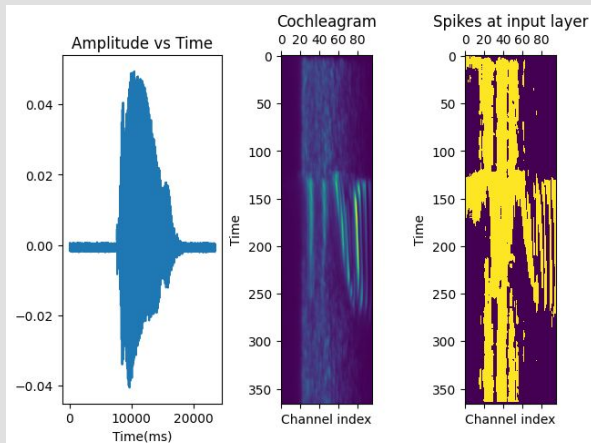 Amplitude vs Time
0.04
0.02
0.00
−0.02
−0.04
0 10000 20000
Time(ms)
Cochleagram
0 20 40 60 80
0
50
100
150
200
250
300
350
Time
Channel index
Spikes at input layer
0 20 40 60 80
0
50
100
150
200
250
300
350
Time
Channel index